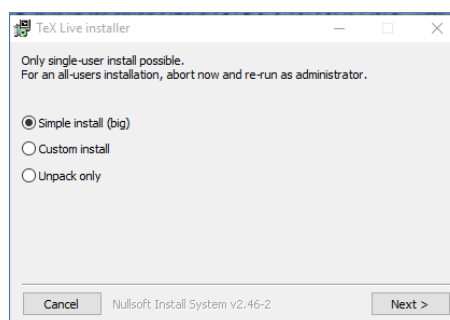 TeX Live installer
Only single-user install possible.
For an all-users installation, abort now and re-run as administrator.
Simple install (big)
Custom install
Unpack only
Cancel
Nullsoft Install System v2.46-2
Next >